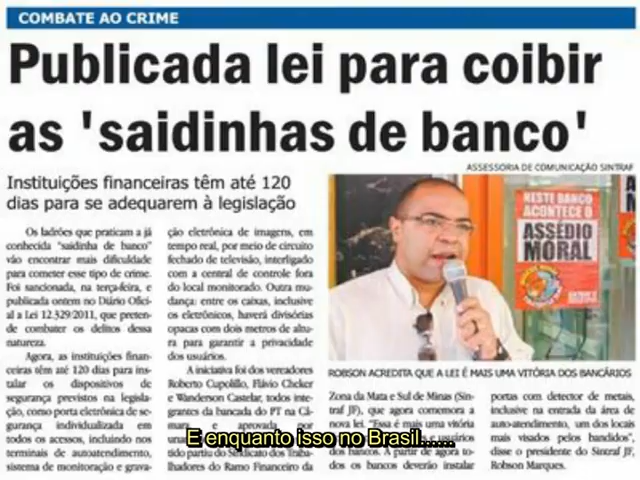 COMBATE AO CRIME
Publicada lei para coibir
as 'saidinhas de banco'
ASSESSORIA DE COMUNICAÇÃO SINTRAF
Instituições financeiras têm até 120
dias para se adequarem à legislação
Os ladrões que praticam a já
conhecida "saidinha de banco"
vão encontrar mais dificuldade
para cometer esse tipo de crime.
Foi sancionada, na terça-feira, e
publicada ontem no Diário Ofici-
al a Lei 12.329/2011, que preten-
de combater os delitos dessa
natureza.
Agora, as instituições finan-
ceiras têm até 120 dias para ins-
talar os dispositivos de
segurança previstos na legisla-
ção, como porta eletrônica de se-
gurança individualizada em
todos os acessos, incluindo nos
terminais de autoatendimento,
sistema de monitoração e grava-
ção eletrônica de imagens, em
tempo real, por meio de circuito
fechado de televisão, interligado
com a central de controle fora
do local monitorado. Outra mu-
dança: entre os caixas, inclusive
os eletrônicos, haverá divisórias
opacas com dois metros de altu-
ra para garantir a privacidade
dos usuários.
A iniciativa foi dos vereadores
Roberto Cupolillo, Flávio Cheker
e Wanderson Castelar, todos inte-
grantes da bancada do PT na Câ-
mara e aprovada por
una
tido partiu do Sindicato dos Tra-
balhadores do Ramo Financeiro da
NESTE BANCO
ACONTECE O
ASSÉDIO
MORAL
ROBSON ACREDITA QUE A LEI É MAIS UMA VITÓRIA DOS BANCÁRIOS
Zona da Mata e Sul de Minas (Sin-
traf JF), que agora comemora a
nova lei. "Essa é mais uma vitória
e usuários
dos bancos. A partir de agora to-
dos os bancos deverão instalar
portas com detector de metais,
inclusive na entrada da área de
auto-atendimento, um dos locais
mais visados pelos bandidos",
disse o presidente do Sintraf JF,
Robson Marques.
E enquanto isso no Brasil......